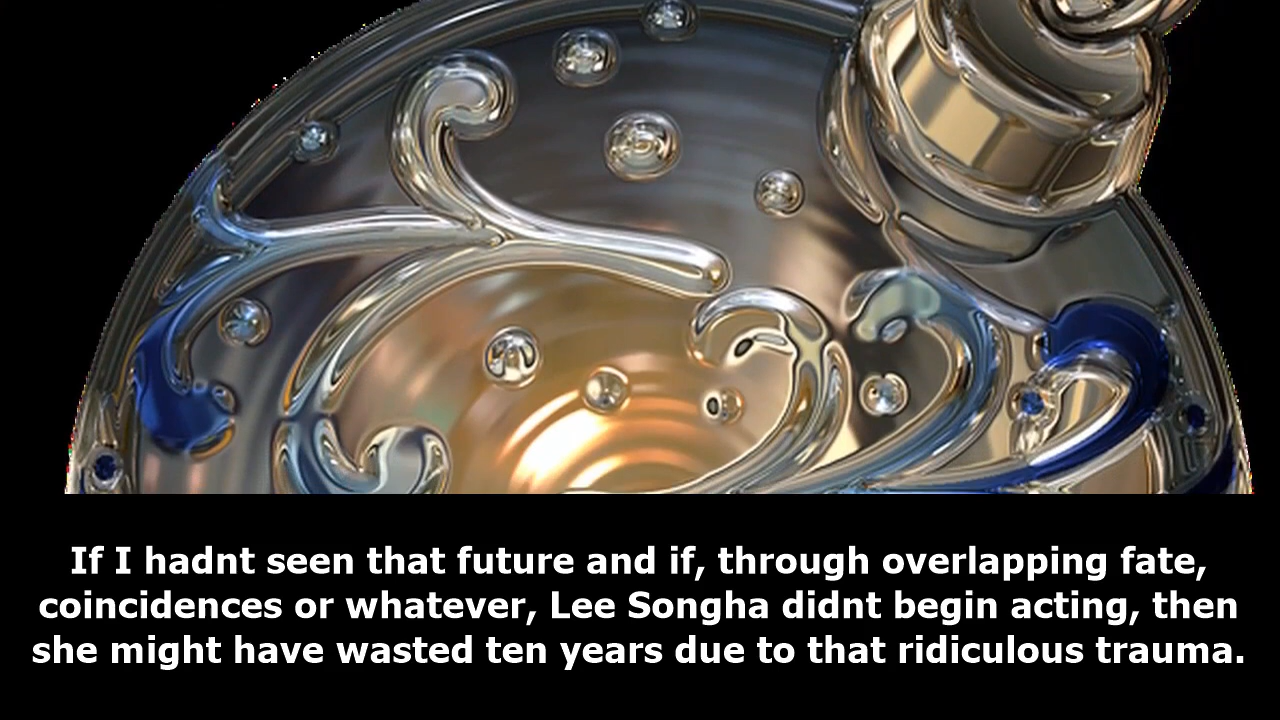 If I hadnt seen that future and if, through overlapping fate,
coincidences or whatever, Lee Songha didnt begin acting, then
she might have wasted ten years due to that ridiculous trauma.